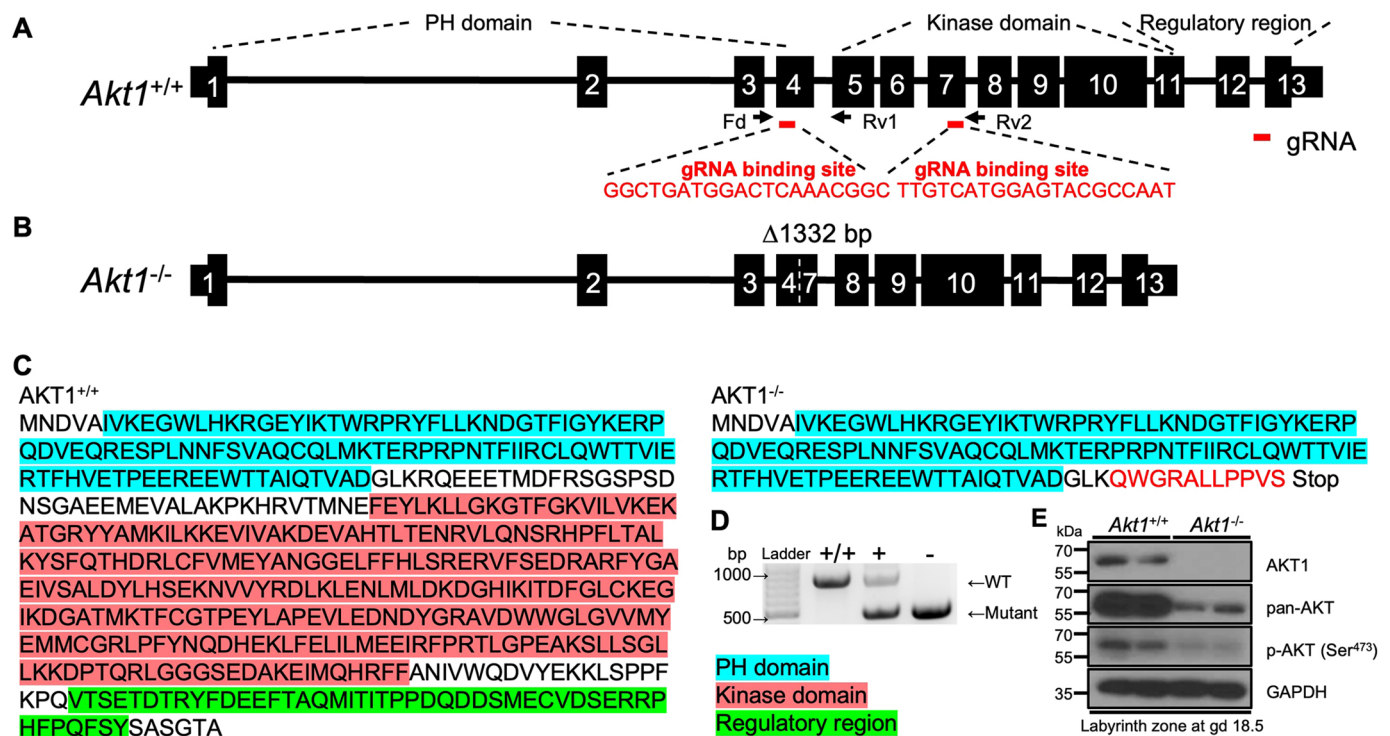 A
PH domain
Kinase domain
Regulatory region
Akt1+/+
1 2 3 4 5 6 7 8 9 10 11 12 13
Fd
Rv1
Rv2
gRNA
gRNA binding site
gRNA binding site
GGCTGATGGACTCAAACGGC
TTGTCATGGAGTACGCCAAT
B
Δ1332 bp
Akt1-/-
1 2 3 4 7 8 9 10 11 12 13
C
AKT1+/+
MNDVAIVKEGWLHKRGEYIKTWRPRYFLLKNDGTFIGYKERP
QDVEQRESPLNNFSVAQCQLMKTERPRPNTFIIRCLQWTTVIE
RTFHVETPEEREEWTTAIQTVADGLKRQEEETMDFRSGSPSD
NSGAEEMEVALAKPKHRVTMNEFEYLKLLGKGTFGKVILVKEK
ATGRYYAMKILKKEVIVAKDEVAHTLTENRVLQNSRHPFLTAL
KYSFQTHDRLCFVMEYANGGELFFHLSRERVFSEDRARFYGA
EIVSALDYLHSEKNVVYRDLKLENLMLDKDGHIKITDFGLCKEG
IKDGATMKTFCGTPEYLAPEVLEDNDYGRAVDWWGLGVVMY
EMMCGRLPFYNQDHEKLFELILMEEIRFPRTLGPEAKSLLSGL
LKKDPTQRLGGGSEDAKEIMQHRFFANIVWQDVYEKKLSPPF
KPQVTSETDTRYFDEEFTAQMITITPPDQDDSMECVDSERRP
HFPQFSYSASGTA
AKT1-/-
MNDVAIVKEGWLHKRGEYIKTWRPRYFLLKNDGTFIGYKERP
QDVEQRESPLNNFSVAQCQLMKTERPRPNTFIIRCLQWTTVIE
RTFHVETPEEREEWTTAIQTVADGLKQWGRALLPPVS Stop
D
bp
Ladder
+/+
+
-
1000→
←WT
500→
←Mutant
PH domain
Kinase domain
Regulatory region
E
kDa
Akt1+/+
Akt1-/-
70
55
AKT1
70
55
pan-AKT
70
55
p-AKT (Ser473)
35
GAPDH
Labyrinth zone at gd 18.5